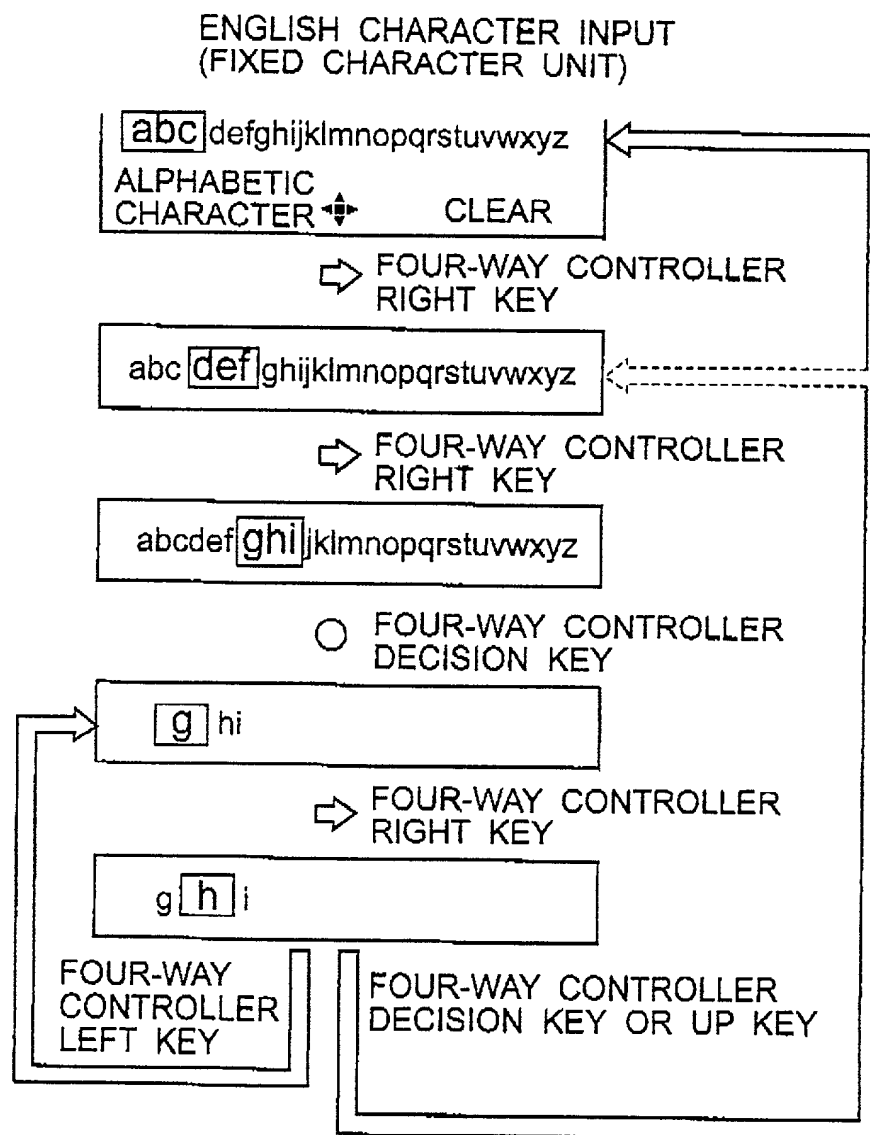 ENGLISH CHARACTER INPUT
(FIXED CHARACTER UNIT)
abc defghijklmnopqrstuvwxyz
ALPHABETIC
CHARACTER CLEAR
FOUR-WAY CONTROLLER
RIGHT KEY
abc def ghijklmnopqrstuvwxyz
FOUR-WAY CONTROLLER
RIGHT KEY
abcdef ghi jklmnopqrstuvwxyz
FOUR-WAY CONTROLLER
DECISION KEY
g hi
FOUR-WAY CONTROLLER
RIGHT KEY
g h i
FOUR-WAY
CONTROLLER
LEFT KEY
FOUR-WAY CONTROLLER
DECISION KEY OR UP KEY